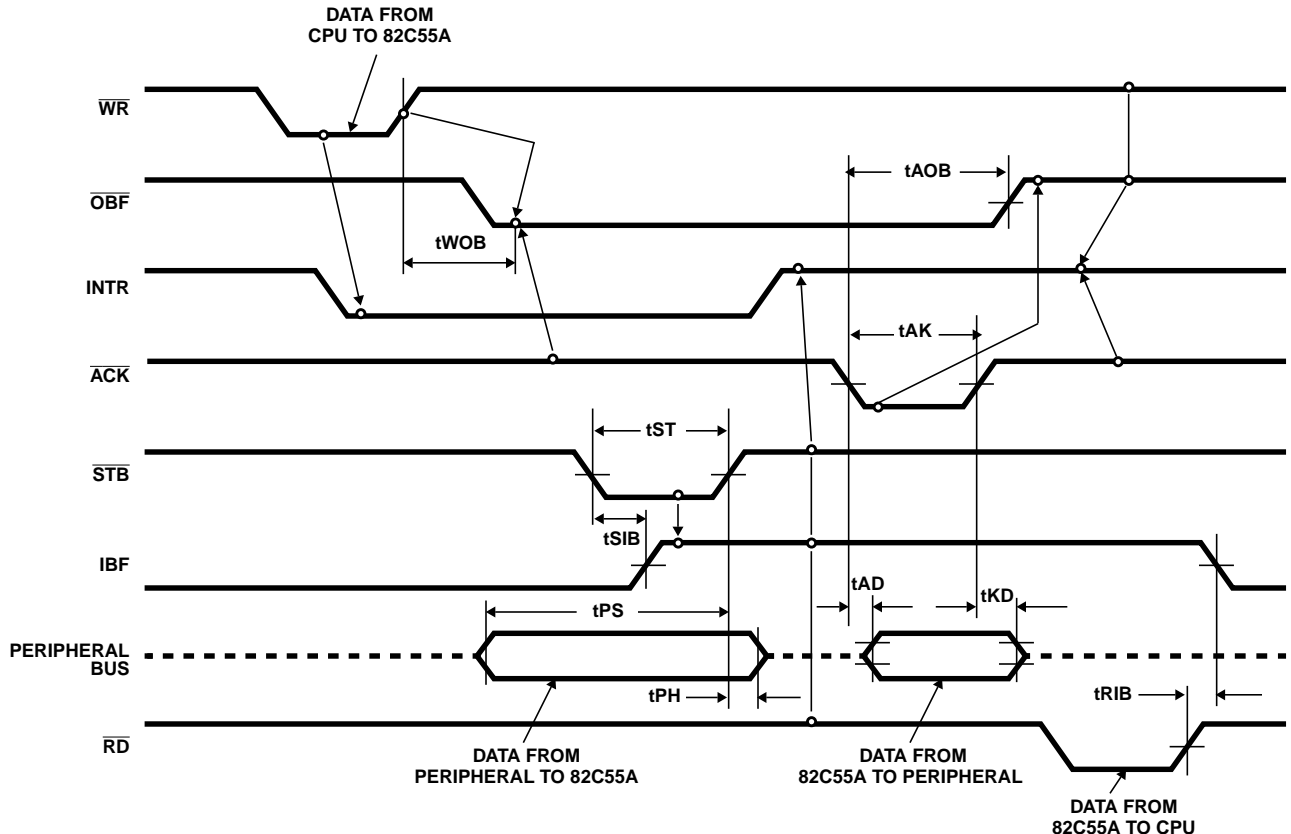 DATA FROM
CPU TO 82C55A
WR
tAOB
OBF
tWOB
INTR
tAK
ACK
tST
STB
tSIB
IBF
tAD
tKD
tPS
PERIPHERAL
BUS
tPH
tRIB
RD
DATA FROM
PERIPHERAL TO 82C55A
DATA FROM
82C55A TO PERIPHERAL
DATA FROM
82C55A TO CPU